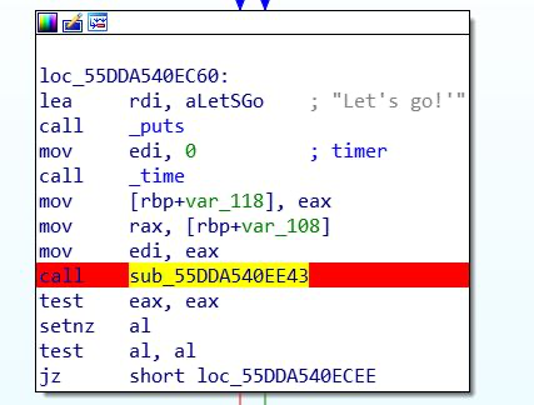 loc_55DDA540EC60:
lea rdi, aLetSGo ; "Let's go!'"
call _puts
mov edi, 0 ; timer
call _time
mov [rbp+var_118], eax
mov rax, [rbp+var_108]
mov edi, eax
call sub_55DDA540EE43
test eax, eax
setnz al
test al, al
jz short loc_55DDA540ECEE